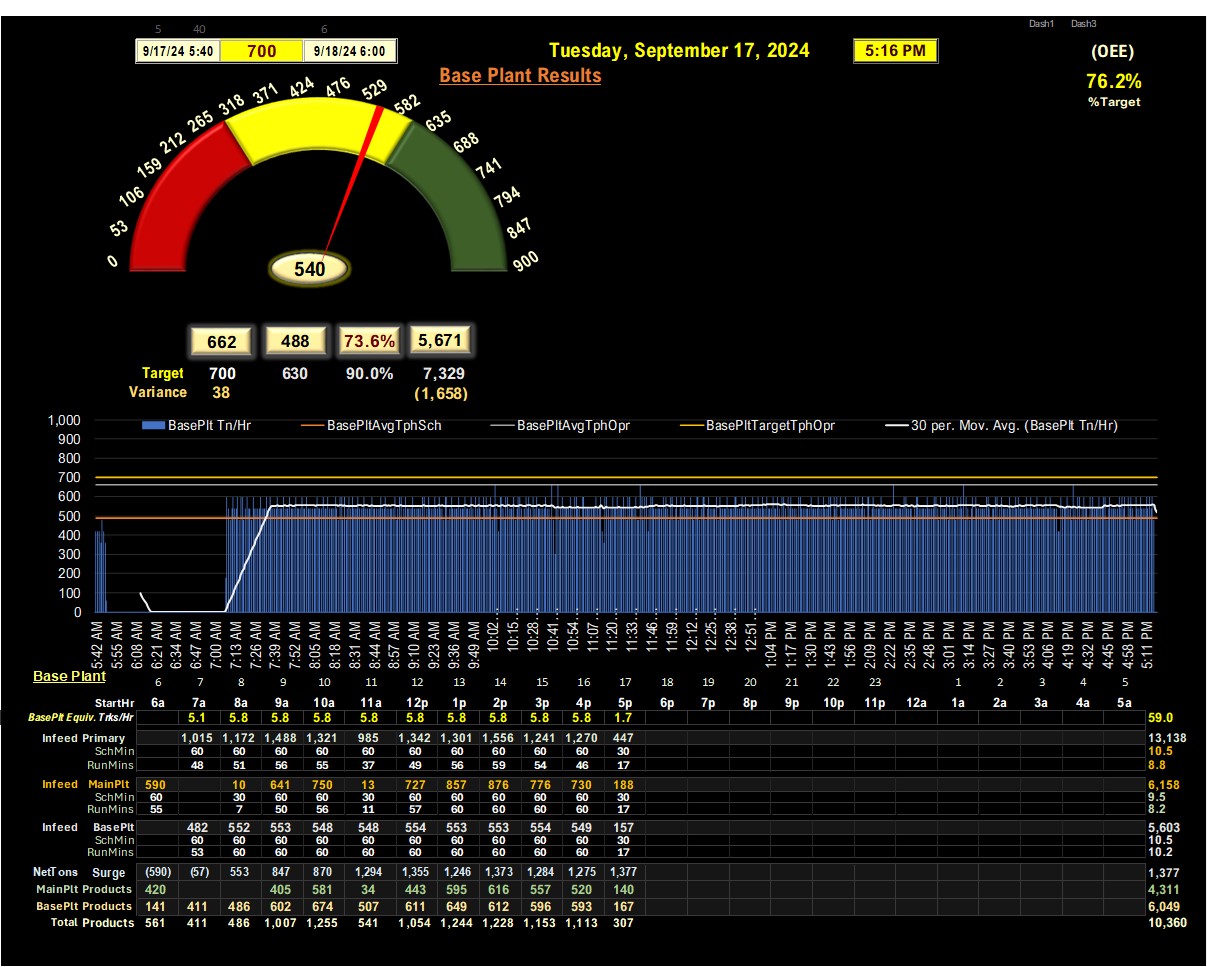 5 40 6 Dash1 Dash3
9/17/24 5:40 700 9/18/24 6:00 Tuesday, September 17, 2024 5:16 PM (OEE)
Base Plant Results 76.2%
%Target
0 53 106 159 212 265 318 371 424 476 529 582 635 688 741 794 847 900
540
662 488 73.6% 5,671
Target 700 630 90.0% 7,329
Variance 38 (1,658)
BasePlt Tn/Hr BasePltAvgTphSch BasePltAvgTphOpr BasePltTargetTphOpr 30 per. Mov. Avg. (BasePlt Tn/Hr)
1,000
900
800
700
600
500
400
300
200
100
0
5:42 AM 5:55 AM 6:08 AM 6:21 AM 6:34 AM 6:47 AM 7:00 AM 7:13 AM 7:26 AM 7:39 AM 7:52 AM 8:05 AM 8:18 AM 8:31 AM 8:44 AM 8:57 AM 9:10 AM 9:23 AM 9:36 AM 9:49 AM 10:02... 10:15... 10:28... 10:41... 10:54... 11:07... 11:20... 11:33... 11:46... 11:59... 12:12... 12:25... 12:38... 12:51... 1:04 PM 1:17 PM 1:30 PM 1:43 PM 1:56 PM 2:09 PM 2:22 PM 2:35 PM 2:48 PM 3:01 PM 3:14 PM 3:27 PM 3:40 PM 3:53 PM 4:06 PM 4:19 PM 4:32 PM 4:45 PM 4:58 PM 5:11 PM
Base Plant 6 7 8 9 10 11 12 13 14 15 16 17 18 19 20 21 22 23 1 2 3 4 5
StartHr 6a 7a 8a 9a 10a 11a 12p 1p 2p 3p 4p 5p 6p 7p 8p 9p 10p 11p 12a 1a 2a 3a 4a 5a
BasePlt Equiv. Trks/Hr 5.1 5.8 5.8 5.8 5.8 5.8 5.8 5.8 5.8 5.8 1.7 59.0
Infeed Primary 1,015 1,172 1,488 1,321 985 1,342 1,301 1,556 1,241 1,270 447 13,138
SchMin 60 60 60 60 60 60 60 60 60 60 30 10.5
RunMins 48 51 56 55 37 49 56 59 54 46 17 8.8
Infeed MainPlt 590 10 641 750 13 727 857 876 776 730 188 6,158
SchMin 60 30 60 60 30 60 60 60 60 60 30 9.5
RunMins 55 7 50 56 11 57 60 60 60 60 17 8.2
Infeed BasePlt 482 552 553 548 548 554 553 553 554 549 157 5,603
SchMin 60 60 60 60 60 60 60 60 60 60 30 10.5
RunMins 53 60 60 60 60 60 60 60 60 60 17 10.2
NetTons Surge (590) (57) 553 847 870 1,294 1,355 1,246 1,373 1,284 1,275 1,377 1,377
MainPlt Products 420 405 581 34 443 595 616 557 520 140 4,311
BasePlt Products 141 411 486 602 674 507 611 649 612 596 593 167 6,049
Total Products 561 411 486 1,007 1,255 541 1,054 1,244 1,228 1,153 1,113 307 10,360